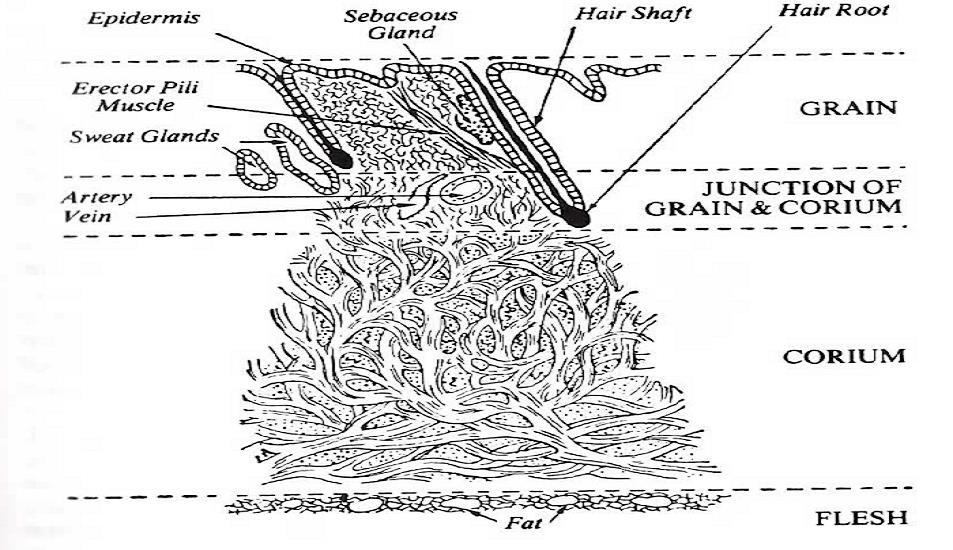 Epidermis
Sebaceous
Gland
Hair Shaft
Hair Root
Erector Pili
Muscle
GRAIN
Sweat Glands
Artery
Vein
JUNCTION OF
GRAIN & CORIUM
CORIUM
Fat
FLESH